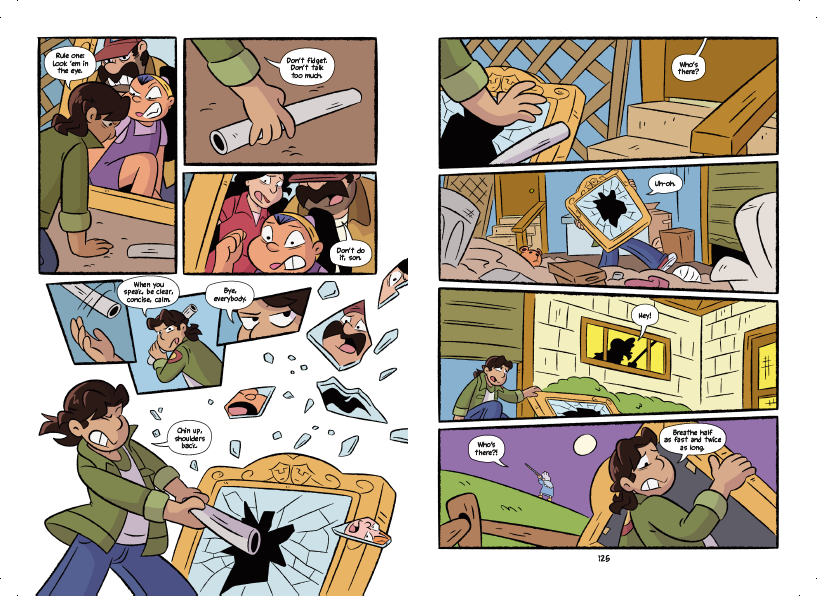 Rule one:
Look 'em in
the eye.
Don't fidget.
Don't talk
too much.
Don't do
it, son.
When you
speak, be clear,
concise, calm.
Bye,
everybody.
Chin up,
shoulders
back.
Who's
there?
Uh-oh.
Hey!
Who's
there?!
Breathe half
as fast and twice
as long.
125